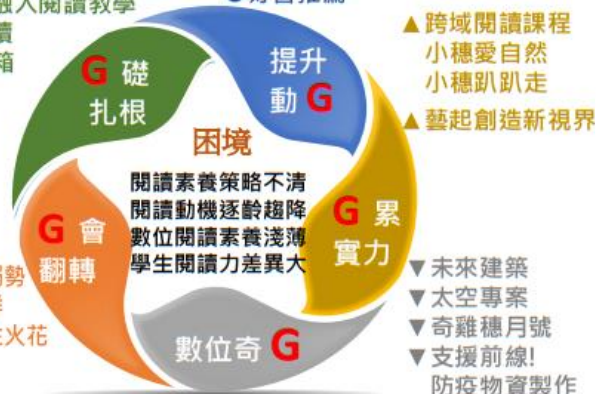 融入閱讀教學
讀
箱
好書推薦
▲跨域閱讀課程
小穗愛自然
小穗趴趴走
▲藝起創造新視界
G 礎
扎根
提升
動 G
G 累
實力
數位奇 G
G 會
翻轉
困境
閱讀素養策略不清
閱讀動機逐齡趨降
數位閱讀素養淺薄
學生閱讀力差異大
弱勢
火花
▼未來建築
▼太空專案
▼奇雞穗月號
▼支援前線!
防疫物資製作